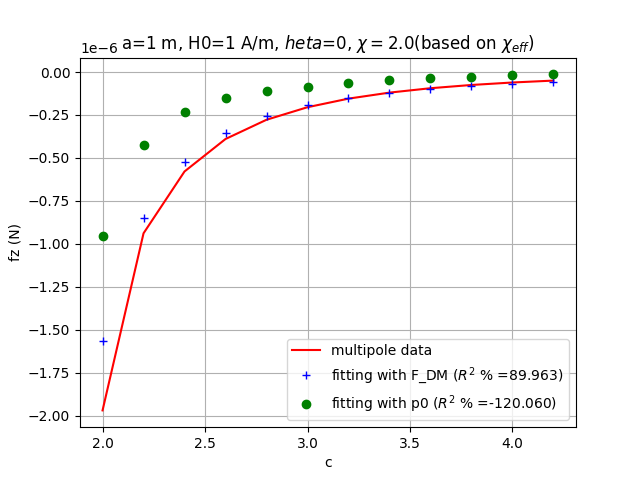 1e−6 a=1 m, H0=1 A/m, heta=0, χ = 2.0(based on χ_eff)
0.00
−0.25
−0.50
−0.75
−1.00
−1.25
−1.50
−1.75
−2.00
fz (N)
multipole data
fitting with F_DM (R² % =89.963)
fitting with p0 (R² % =-120.060)
2.0 2.5 3.0 3.5 4.0
c